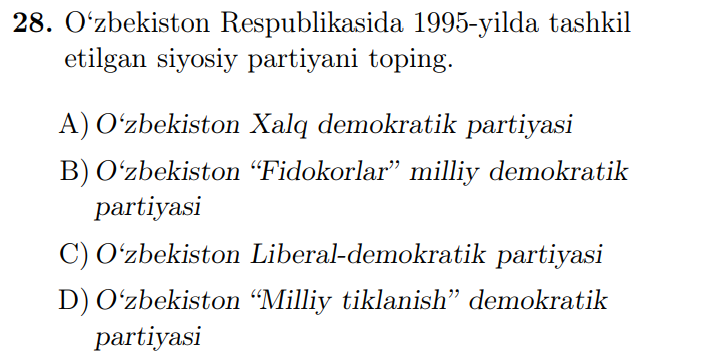 28. O‘zbekiston Respublikasida 1995-yilda tashkil
etilgan siyosiy partiyani toping.
A) O‘zbekiston Xalq demokratik partiyasi
B) O‘zbekiston “Fidokorlar” milliy demokratik
partiyasi
C) O‘zbekiston Liberal-demokratik partiyasi
D) O‘zbekiston “Milliy tiklanish” demokratik
partiyasi